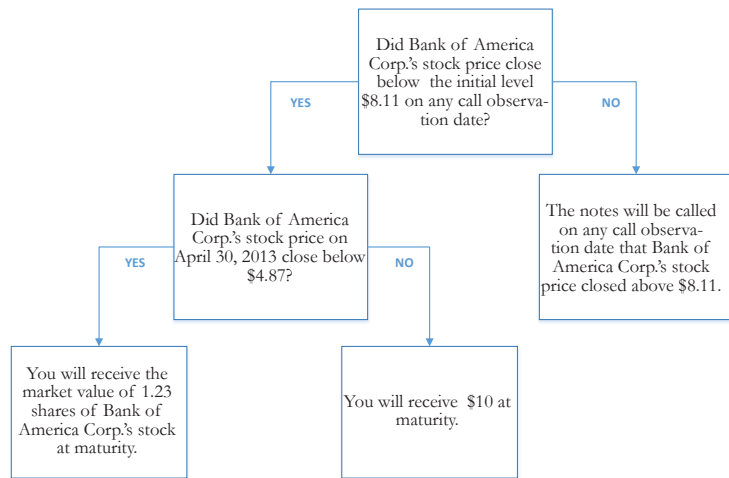 Did Bank of America
Corp.'s stock price close
below the initial level
$8.11 on any call observa-
tion date?
YES
NO
Did Bank of America
Corp.'s stock price on
April 30, 2013 close below
$4.87?
The notes will be called
on any call observa-
tion date that Bank of
America Corp.'s stock
price closed above $8.11.
YES
NO
You will receive the
market value of 1.23
shares of Bank of
America Corp.'s stock
at maturity.
You will receive $10 at
maturity.